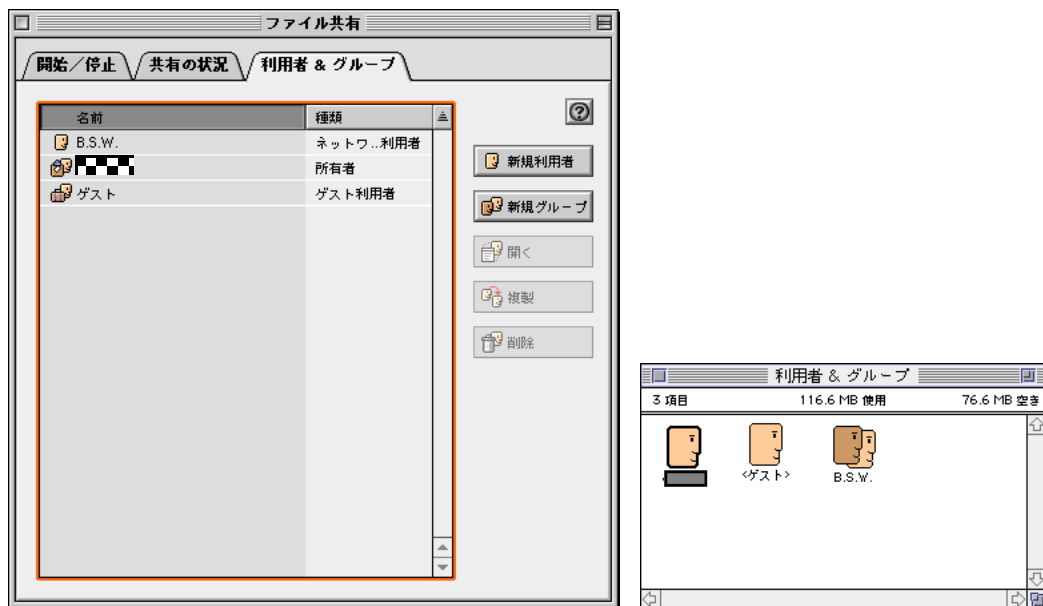 ファイル共有
開始／停止
共有の状況
利用者 & グループ
名前
種類
B.S.W.
ネットワ..利用者
所有者
ゲスト
ゲスト利用者
新規利用者
新規グループ
開く
複製
削除
利用者 & グループ
3 項目
116.6 MB 使用
76.6 MB 空き
<ゲスト>
B.S.W.